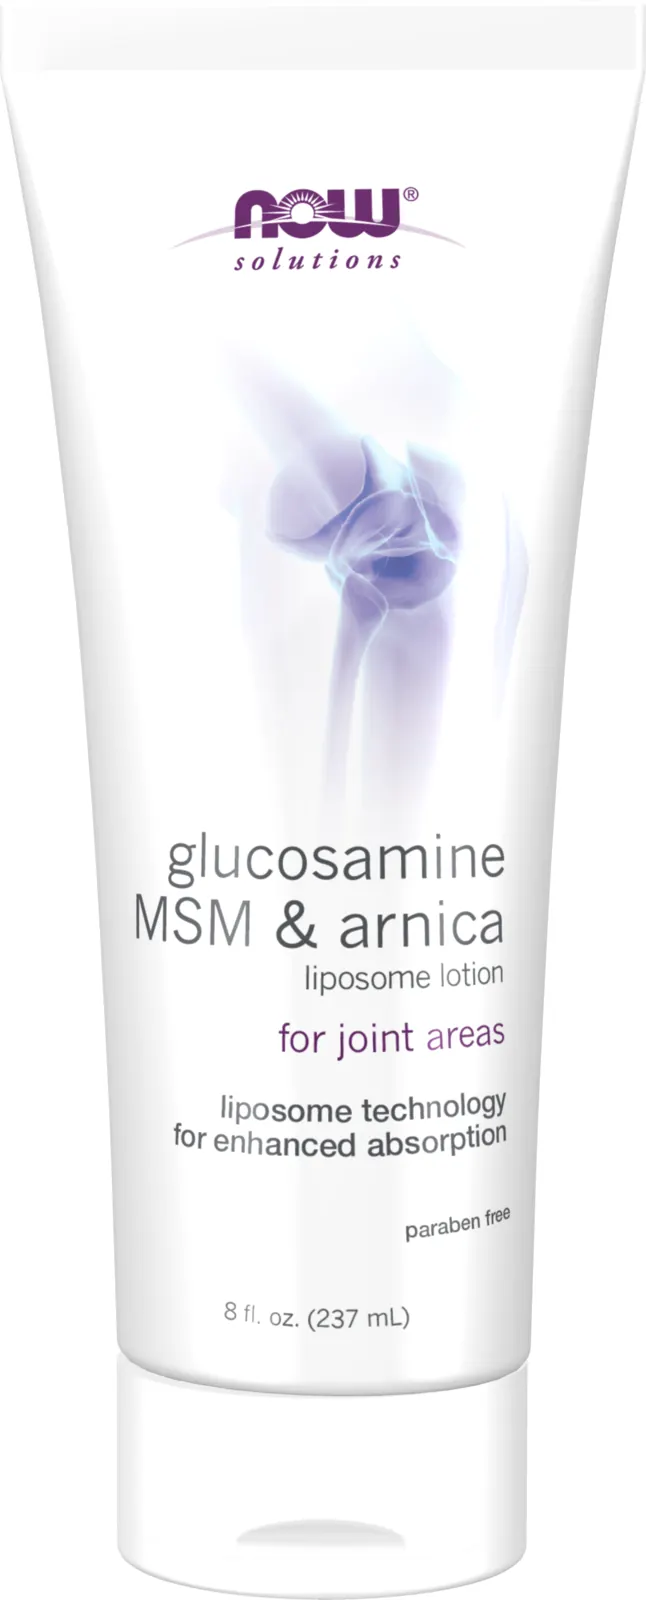 now®
solutions
glucosamine
MSM & arnica
liposome lotion
for joint areas
liposome technology
for enhanced absorption
paraben free
8 fl. oz. (237 mL)